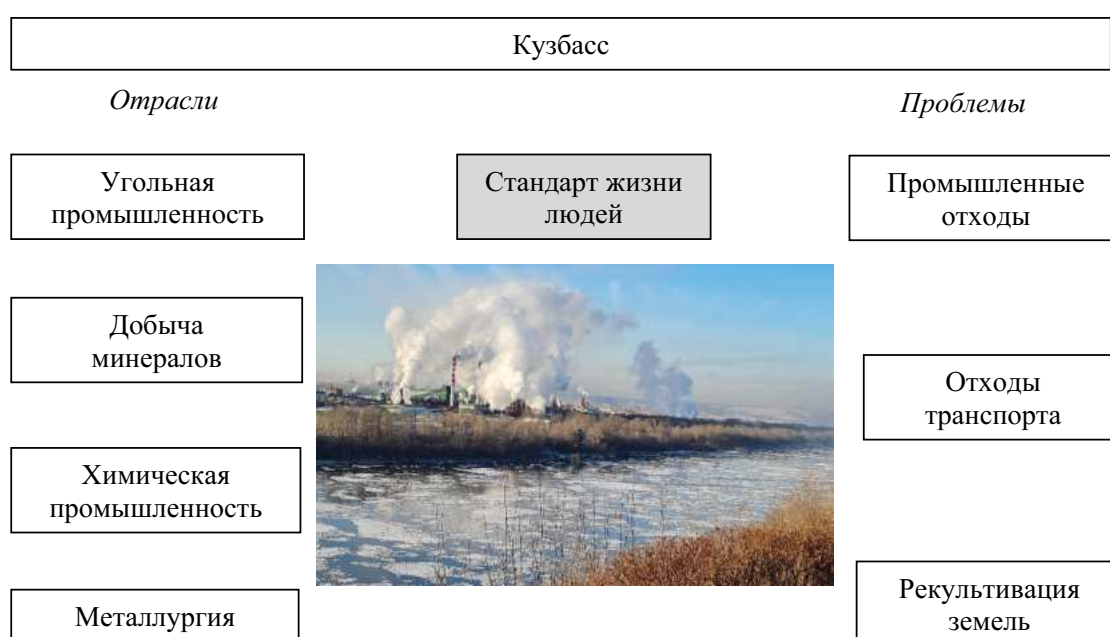 Кузбасс
Отрасли
Проблемы
Угольная
промышленность
Стандарт жизни
людей
Промышленные
отходы
Добыча
минералов
Отходы
транспорта
Химическая
промышленность
Металлургия
Рекультивация
земель